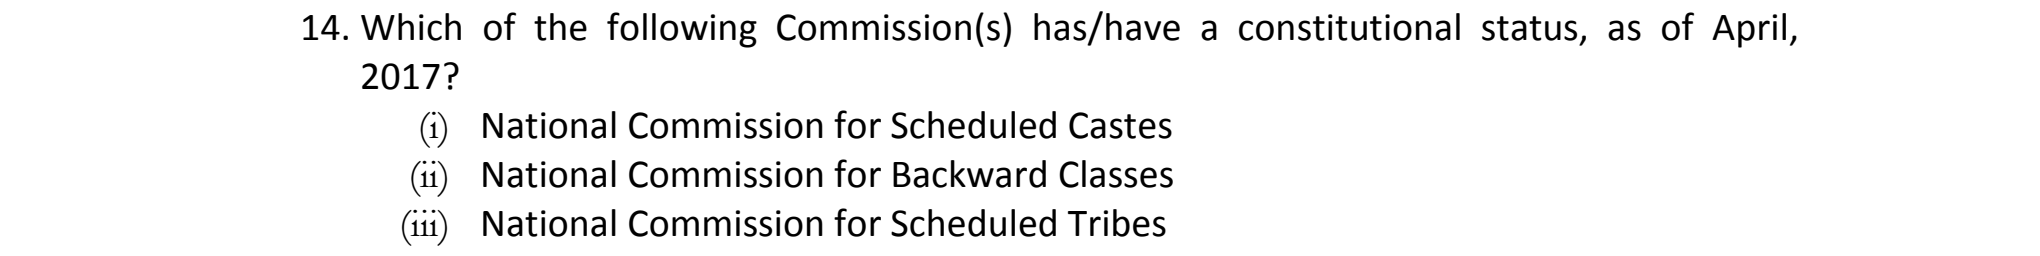 14. Which of the following Commission(s) has/have a constitutional status, as of April,
2017?
(i) National Commission for Scheduled Castes
(ii) National Commission for Backward Classes
(iii) National Commission for Scheduled Tribes